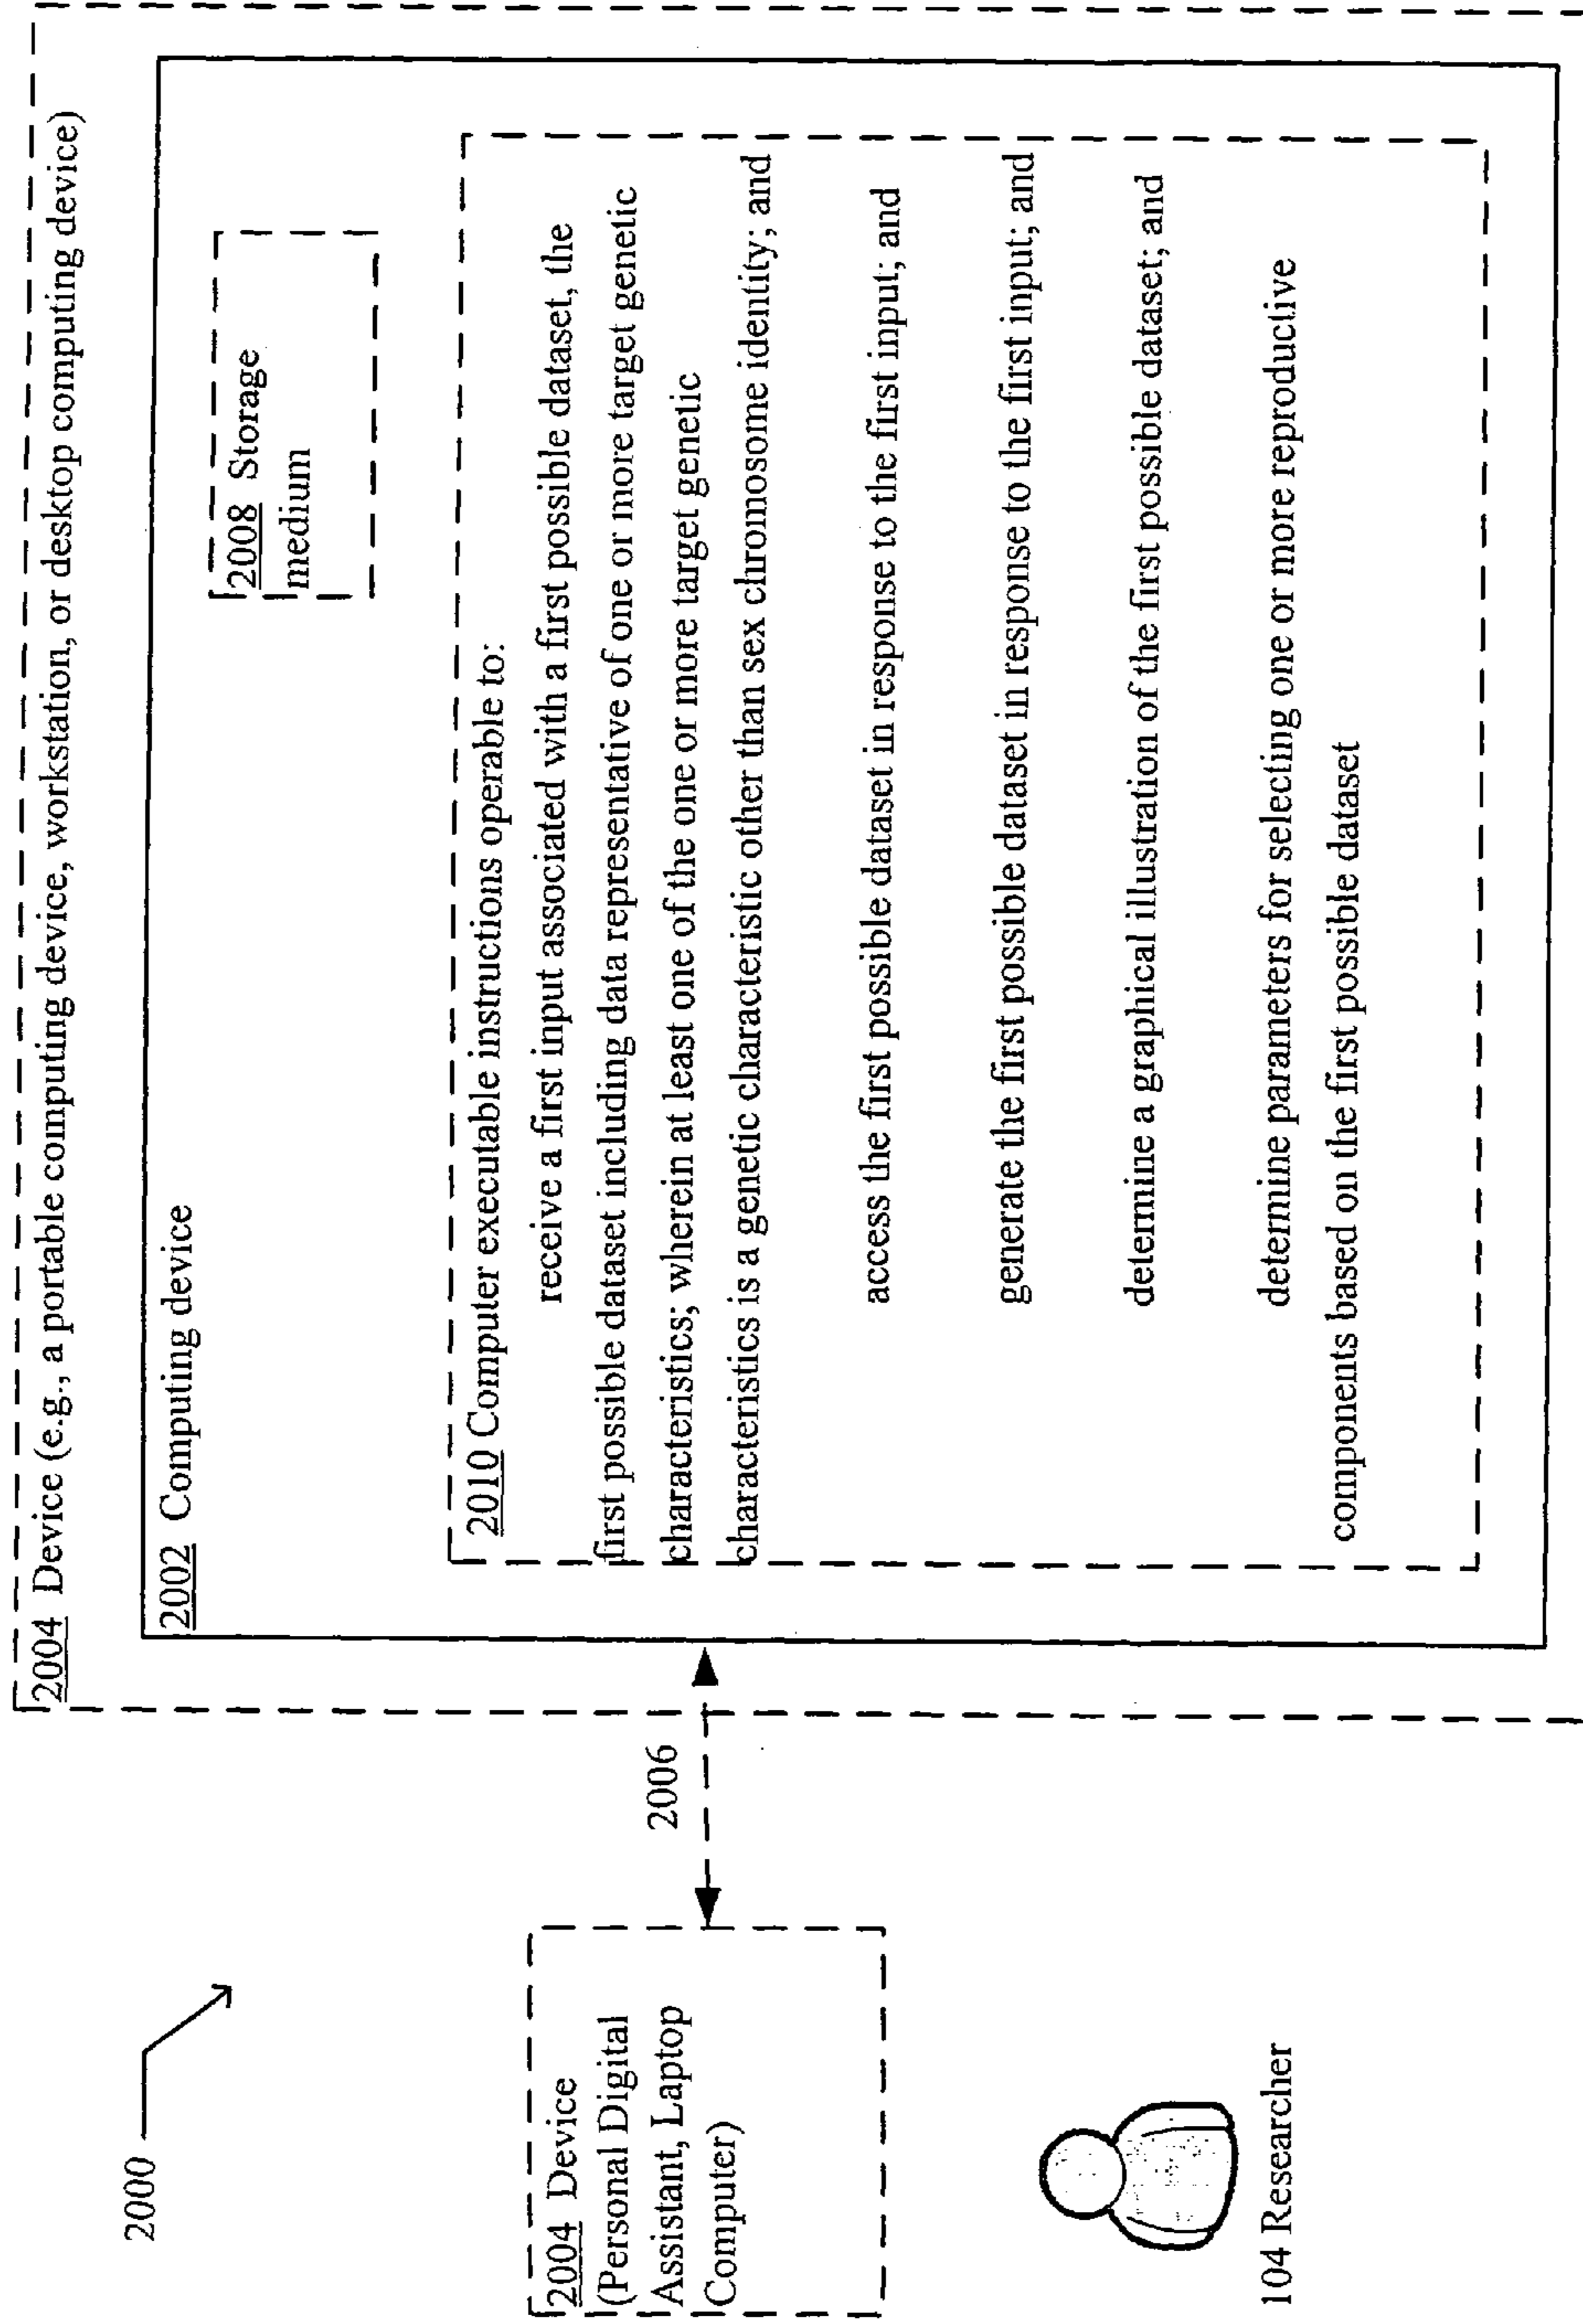 2000
2004 Device (e.g., a portable computing device, workstation, or desktop computing device)
2002 Computing device
2008 Storage
medium
2010 Computer executable instructions operable to:
receive a first input associated with a first possible dataset, the
first possible dataset including data representative of one or more target genetic
characteristics; wherein at least one of the one or more target genetic
characteristics is a genetic characteristic other than sex chromosome identity; and
access the first possible dataset in response to the first input; and
generate the first possible dataset in response to the first input; and
determine a graphical illustration of the first possible dataset; and
determine parameters for selecting one or more reproductive
components based on the first possible dataset
2006
2004 Device
(Personal Digital
Assistant, Laptop
Computer)
104 Researcher